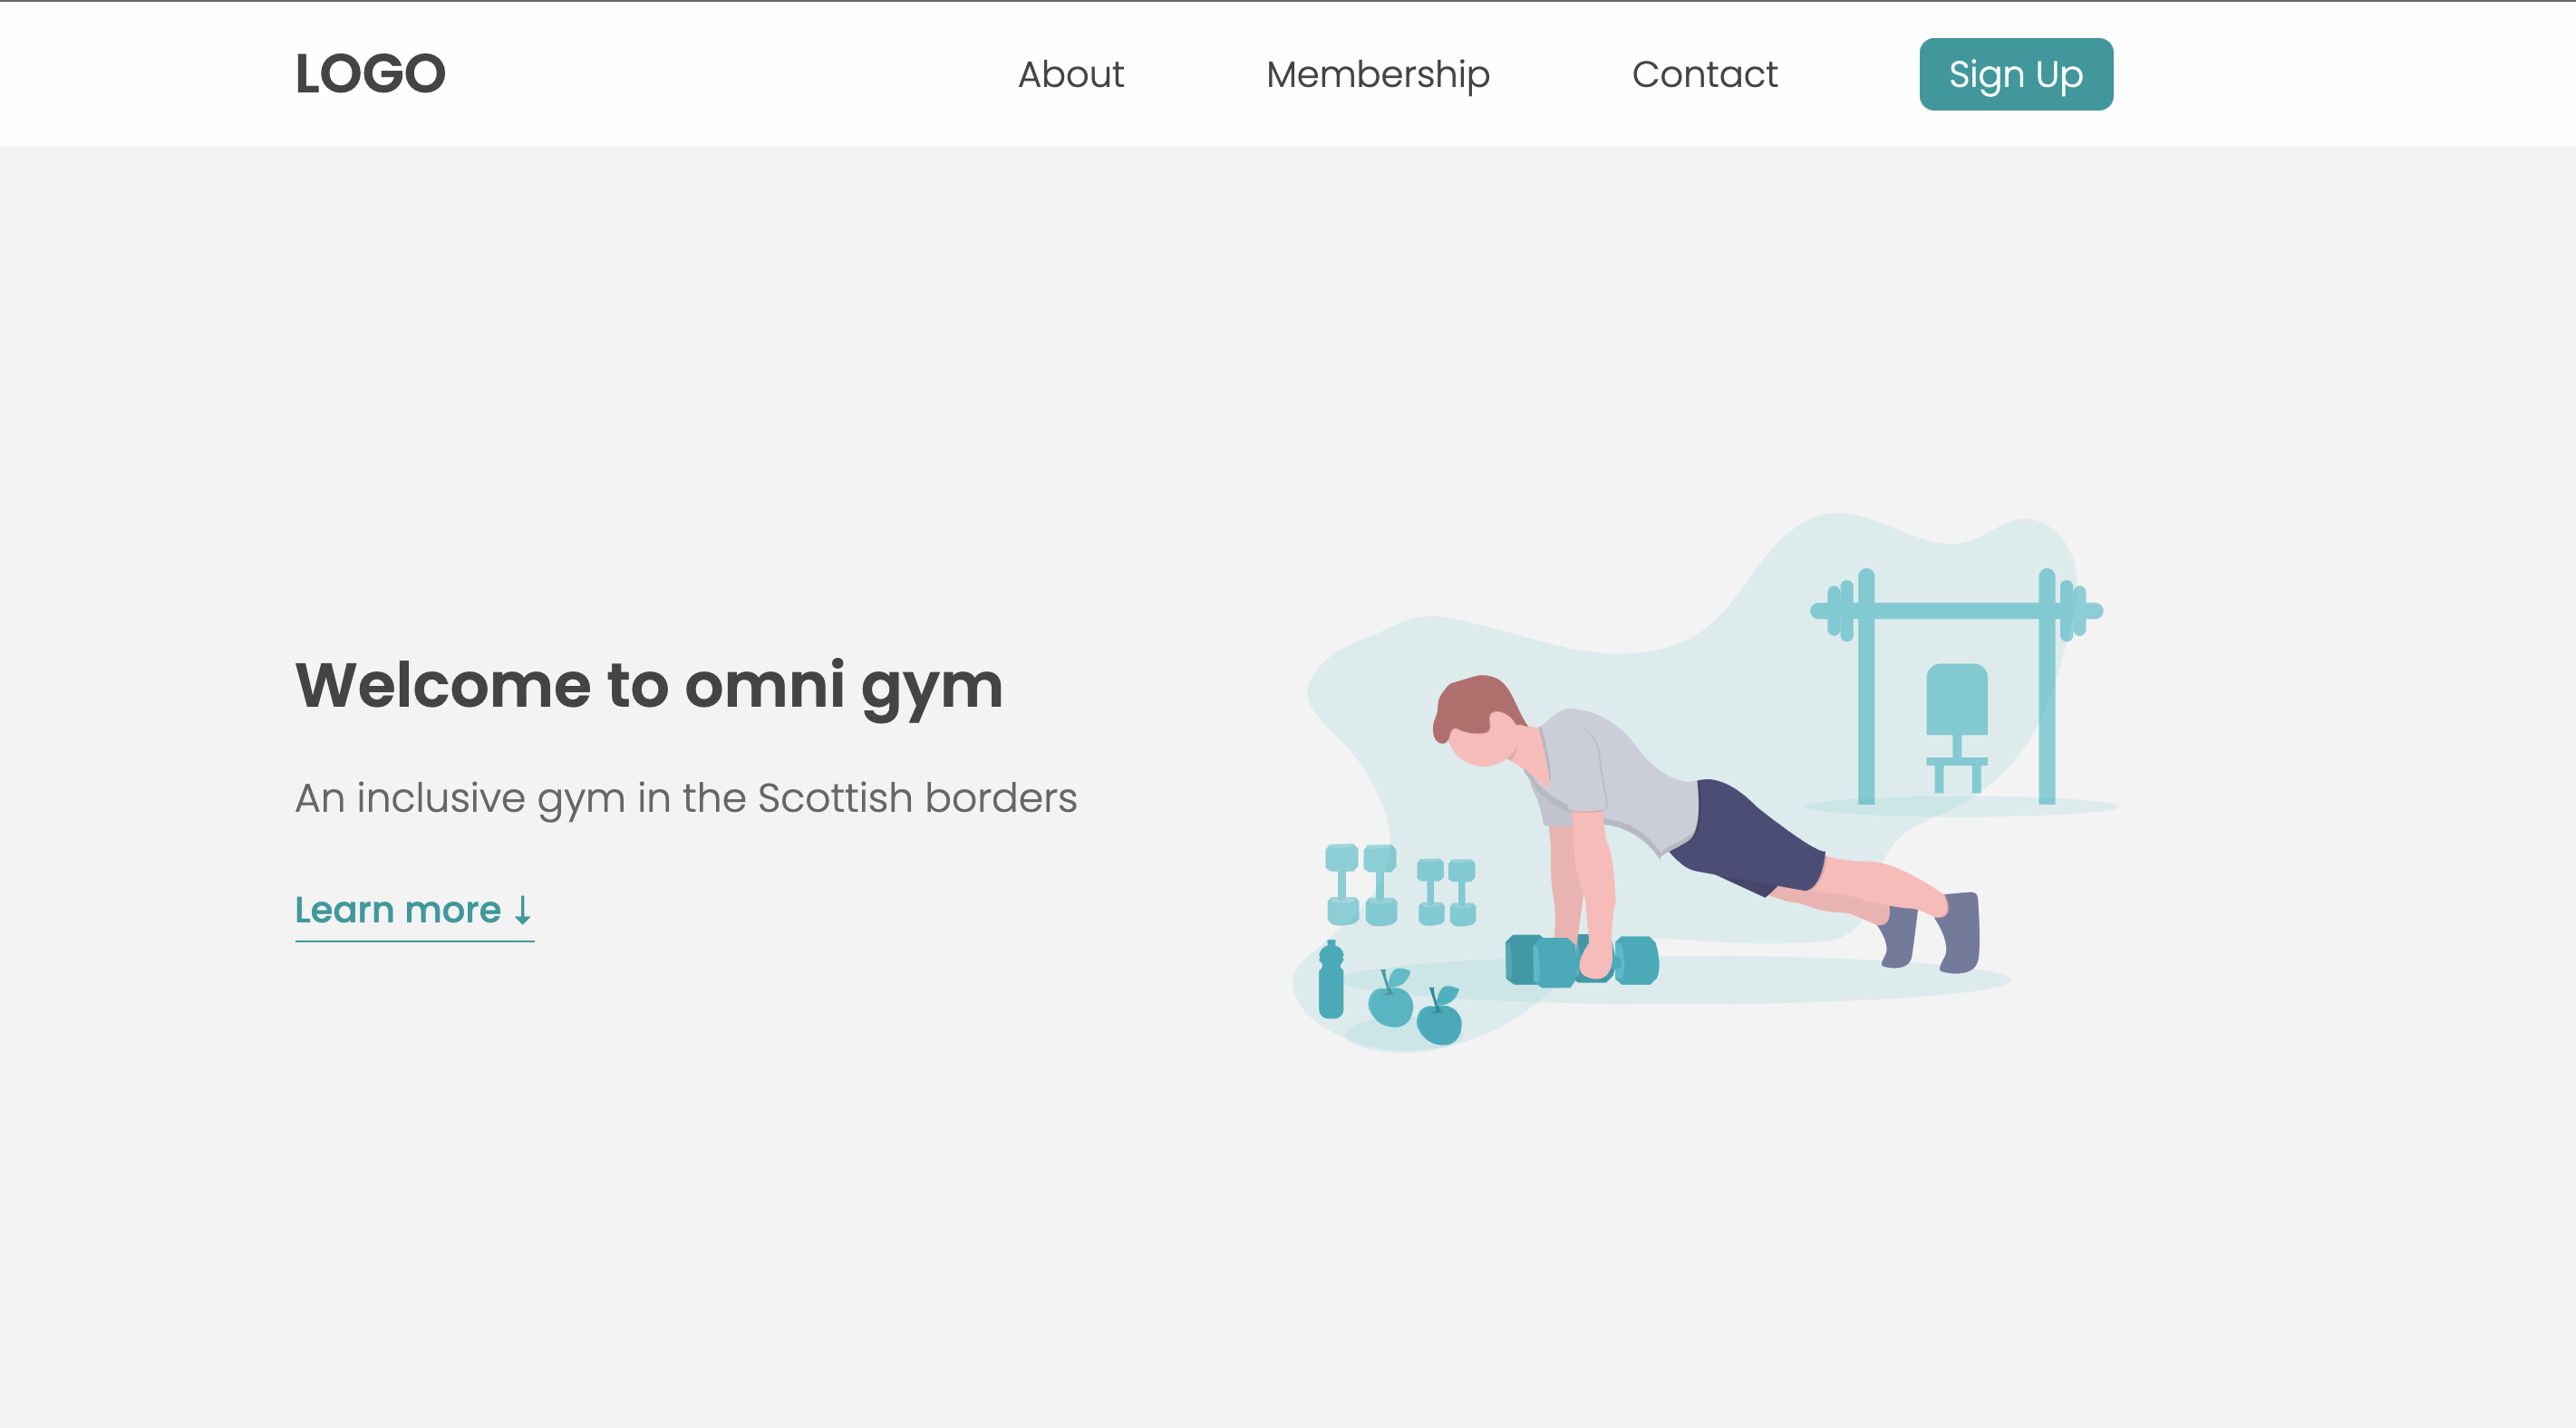 LOGO
About
Membership
Contact
Sign Up
Welcome to omni gym
An inclusive gym in the Scottish borders
Learn more ↓